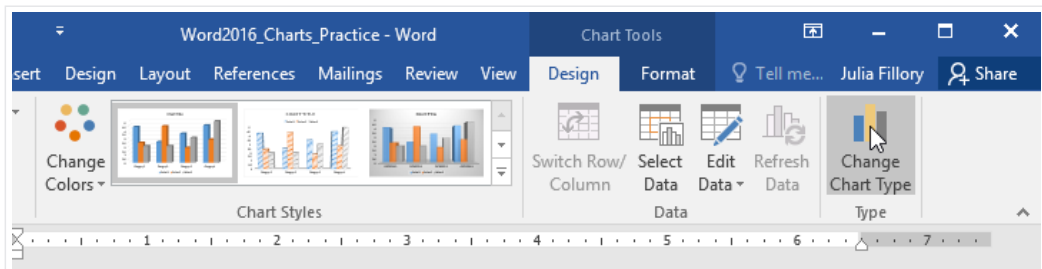 Word2016_Charts_Practice - Word
Chart Tools
sert Design Layout References Mailings Review View Design Format Tell me... Julia Fillory Share
Change Colors
Switch Row/ Column
Select Data
Edit Data
Refresh Data
Change Chart Type
Chart Styles
Data
Type
1 2 3 4 5 6 7